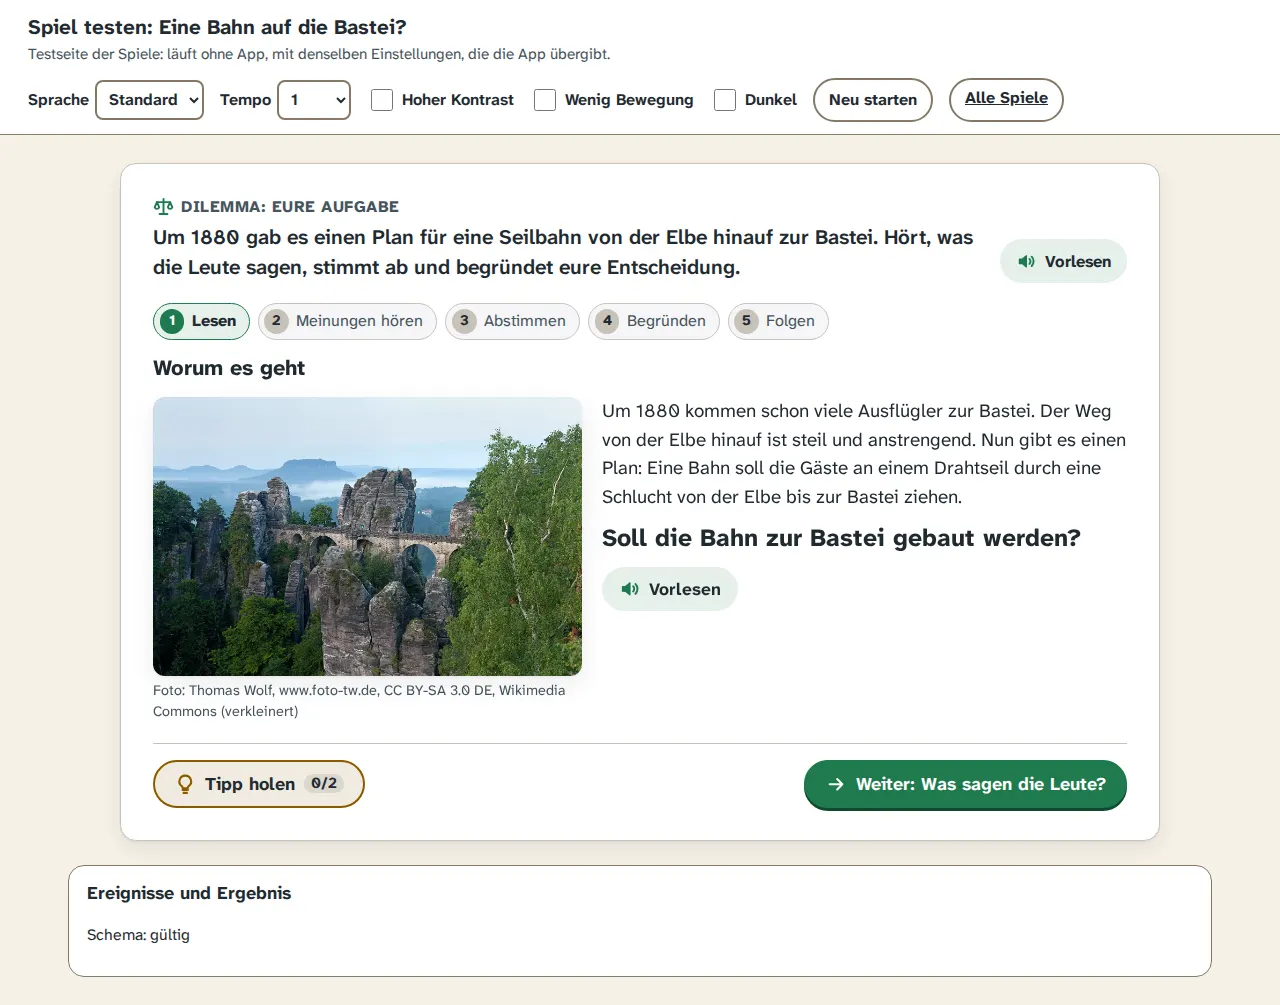 Spiel testen: Eine Bahn auf die Bastei?
Testseite der Spiele: läuft ohne App, mit denselben Einstellungen, die die App übergibt.
Sprache Standard Tempo 1 Hoher Kontrast Wenig Bewegung Dunkel Neu starten Alle Spiele
DILEMMA: EURE AUFGABE
Um 1880 gab es einen Plan für eine Seilbahn von der Elbe hinauf zur Bastei. Hört, was
die Leute sagen, stimmt ab und begründet eure Entscheidung.
Vorlesen
1 Lesen 2 Meinungen hören 3 Abstimmen 4 Begründen 5 Folgen
Worum es geht
Um 1880 kommen schon viele Ausflügler zur Bastei. Der Weg
von der Elbe hinauf ist steil und anstrengend. Nun gibt es einen
Plan: Eine Bahn soll die Gäste an einem Drahtseil durch eine
Schlucht von der Elbe bis zur Bastei ziehen.
Soll die Bahn zur Bastei gebaut werden?
Vorlesen
Foto: Thomas Wolf, www.foto-tw.de, CC BY-SA 3.0 DE, Wikimedia
Commons (verkleinert)
Tipp holen 0/2
Weiter: Was sagen die Leute?
Ereignisse und Ergebnis
Schema: gültig